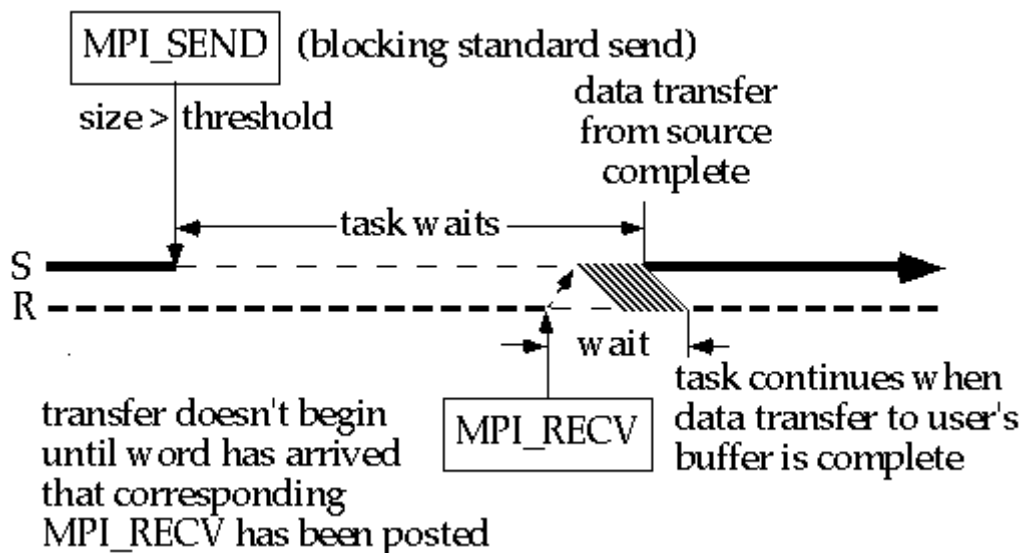 MPI_SEND (blocking standard send)
size > threshold
data transfer
from source
complete
task waits
S
R
wait
MPI_RECV
task continues when
data transfer to user's
buffer is complete
transfer doesn't begin
until word has arrived
that corresponding
MPI_RECV has been posted